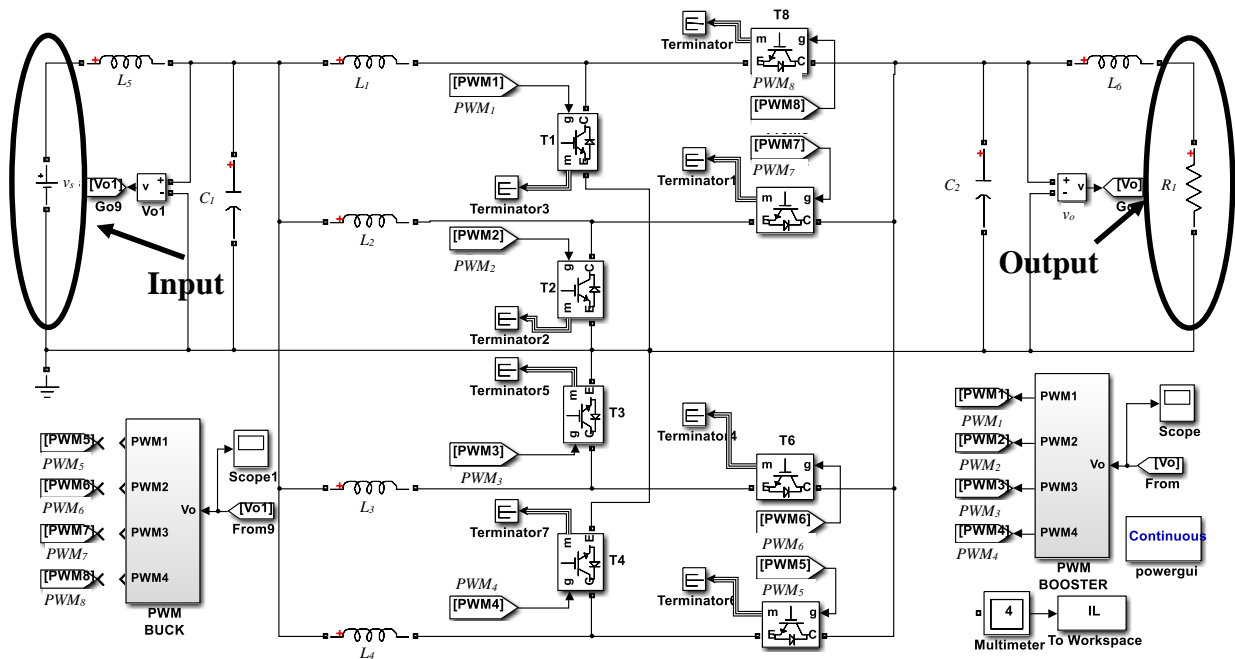 T8
Terminator
m
g
E
C
PWM8
[PWM8]
L5
L1
L6
[PWM1]
PWM1
g
C
T1
m
E
Terminator3
[PWM7]
PWM7
Terminator1
m
g
E
C
vs
[Vo1]
Go9
v
+
-
Vo1
C1
C2
+
-
v
vo
[Vo]
R1
Input
Output
L2
[PWM2]
PWM2
g
C
T2
m
E
Terminator2
Terminator5
m
E
T3
g
C
[PWM3]
PWM3
Terminator4
T6
m
g
E
C
[PWM6]
PWM6
L3
Terminator7
m
E
T4
g
C
PWM4
[PWM4]
[PWM5]
PWM5
m
g
E
C
L4
[PWM5]
PWM5
[PWM6]
PWM6
[PWM7]
PWM7
[PWM8]
PWM8
PWM1
PWM2
PWM3
PWM4
Vo
PWM
BUCK
Scope1
[Vo1]
From9
[PWM1]
PWM1
[PWM2]
PWM2
[PWM3]
PWM3
[PWM4]
PWM4
PWM1
PWM2
PWM3
PWM4
Vo
PWM
BOOSTER
Scope
[Vo]
From
Continuous
powergui
4
Multimeter
IL
To Workspace